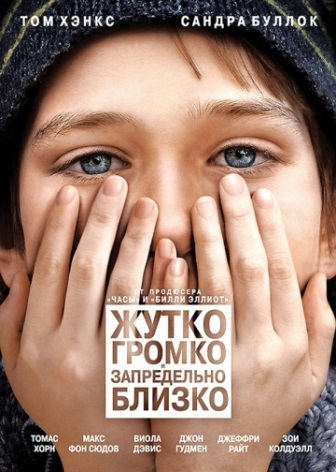 ТОМ ХЭНКС САНДРА БУЛЛОК
ОТ ПРОДЮСЕРА
«ЧАСЫ» И «БИЛЛИ ЭЛЛИОТ»
ЖУТКО
ГРОМКО
И
ЗАПРЕДЕЛЬНО
БЛИЗКО
ТОМАС МАКС ВИОЛА ДЖОН ДЖЕФФРИ ЗОИ
ХОРН ФОН СЮДОВ ДЭВИС ГУДМЕН РАЙТ КОЛДУЭЛЛ